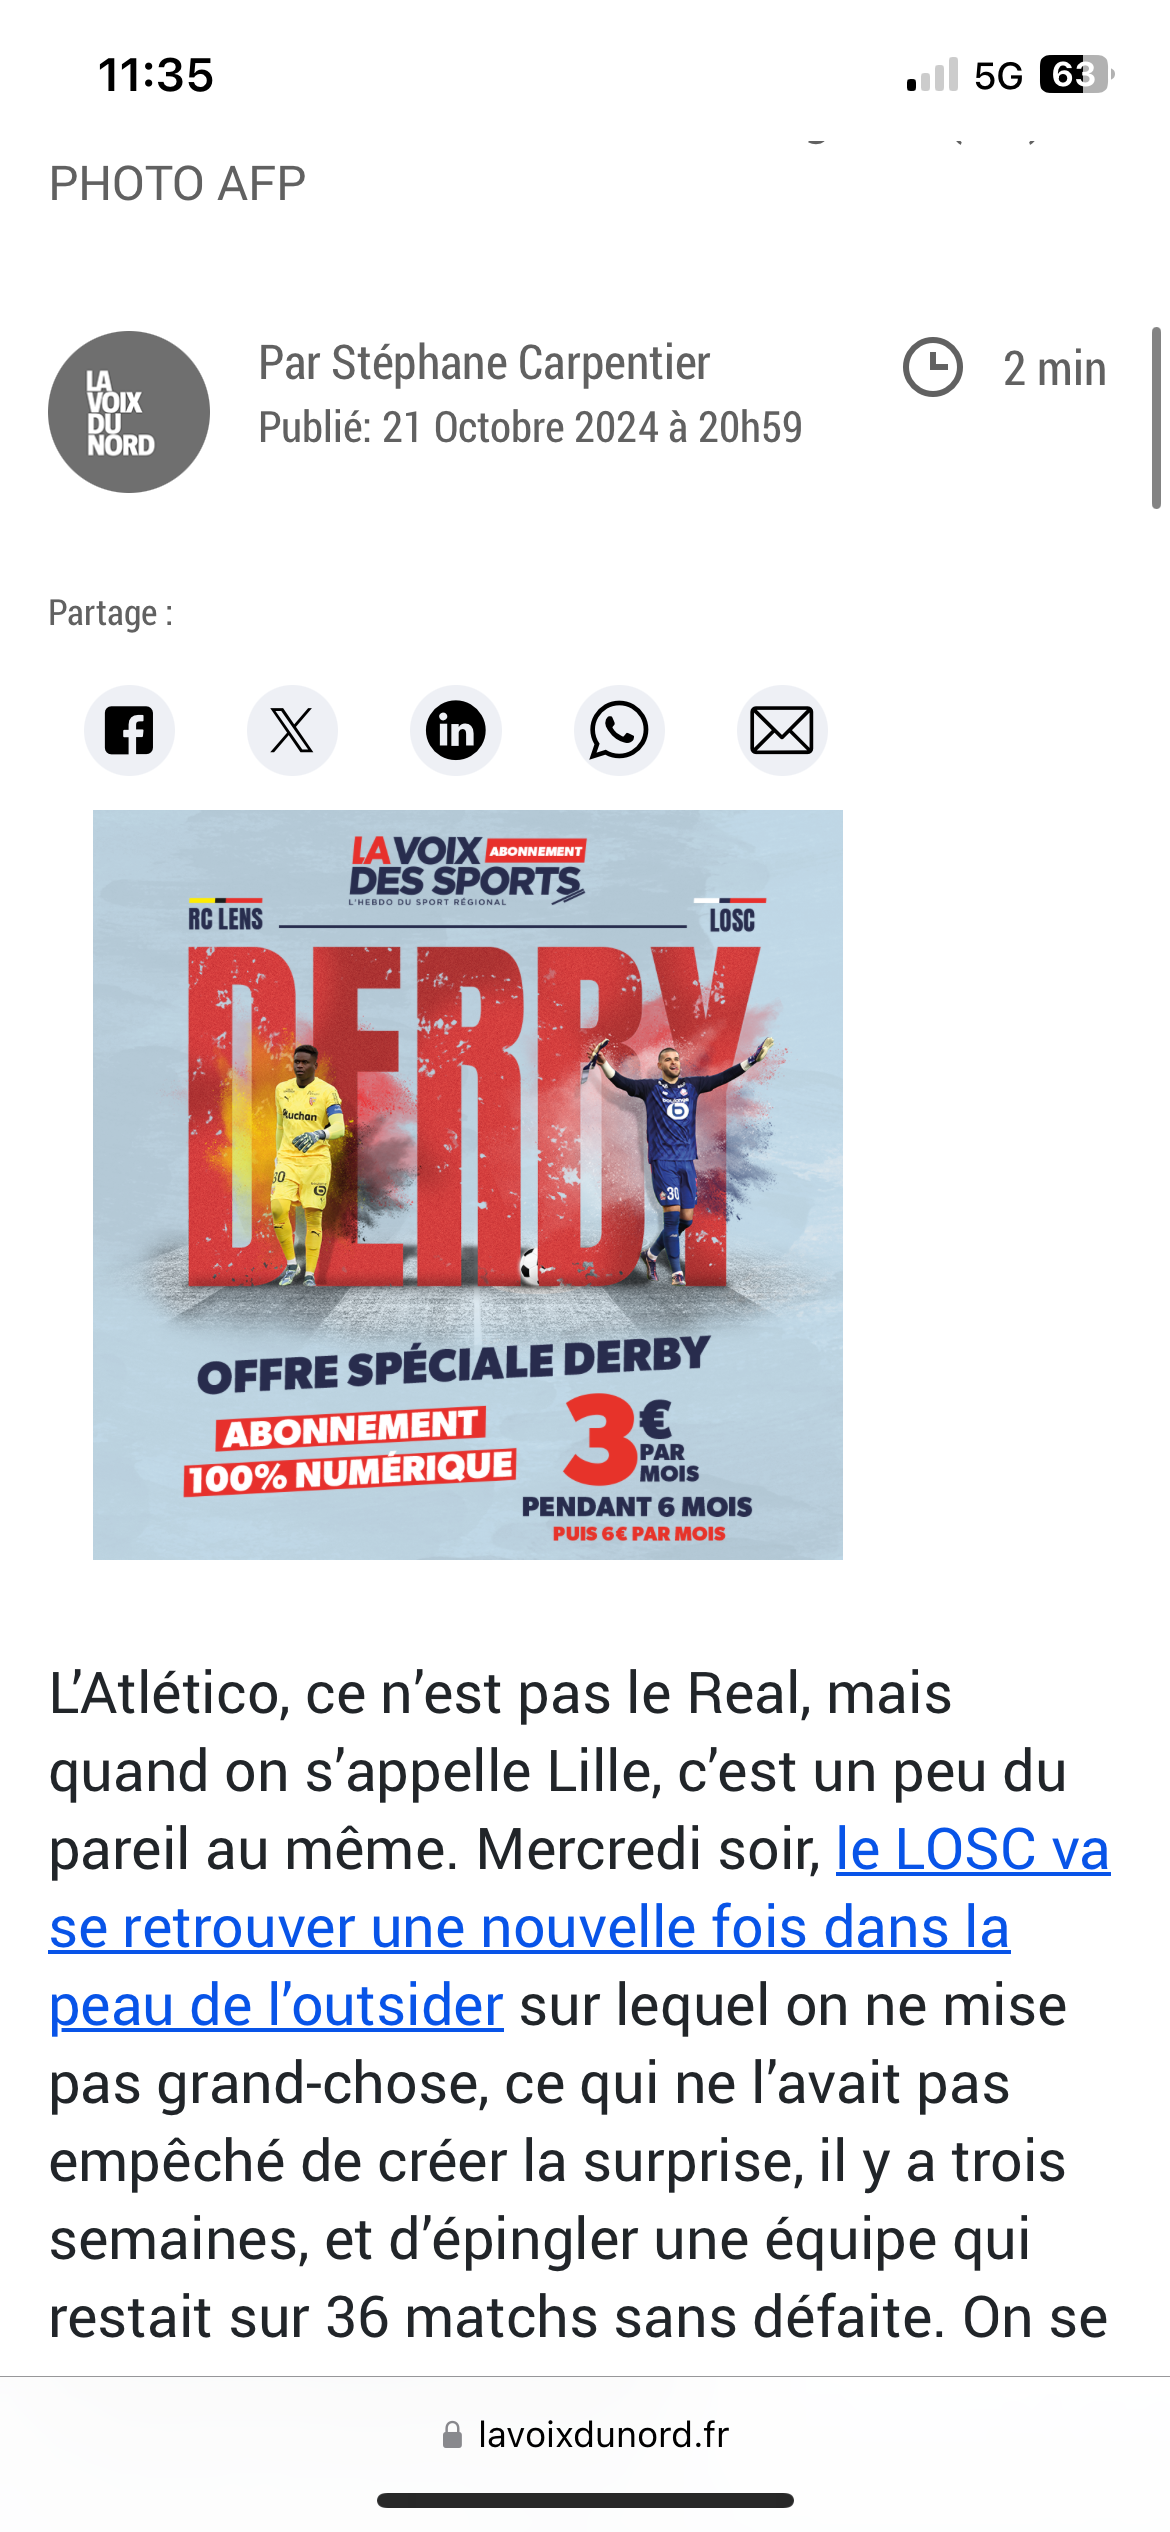 11:35
5G 63
PHOTO AFP
LA
VOIX
DU
NORD
Par Stéphane Carpentier
2 min
Publié: 21 Octobre 2024 à 20h59
Partage :
LA VOIX ABONNEMENT
DES SPORTS
L'HEBDO DU SPORT RÉGIONAL
RC LENS
LOSC
DERBY
Auchan
boulanger
30
30
OFFRE SPÉCIALE DERBY
ABONNEMENT
100% NUMÉRIQUE
3€
PAR
MOIS
PENDANT 6 MOIS
PUIS 6€ PAR MOIS
L’Atlético, ce n’est pas le Real, mais
quand on s’appelle Lille, c’est un peu du
pareil au même. Mercredi soir, le LOSC va
se retrouver une nouvelle fois dans la
peau de l’outsider sur lequel on ne mise
pas grand-chose, ce qui ne l’avait pas
empêché de créer la surprise, il y a trois
semaines, et d’épingler une équipe qui
restait sur 36 matchs sans défaite. On se
lavoixdunord.fr